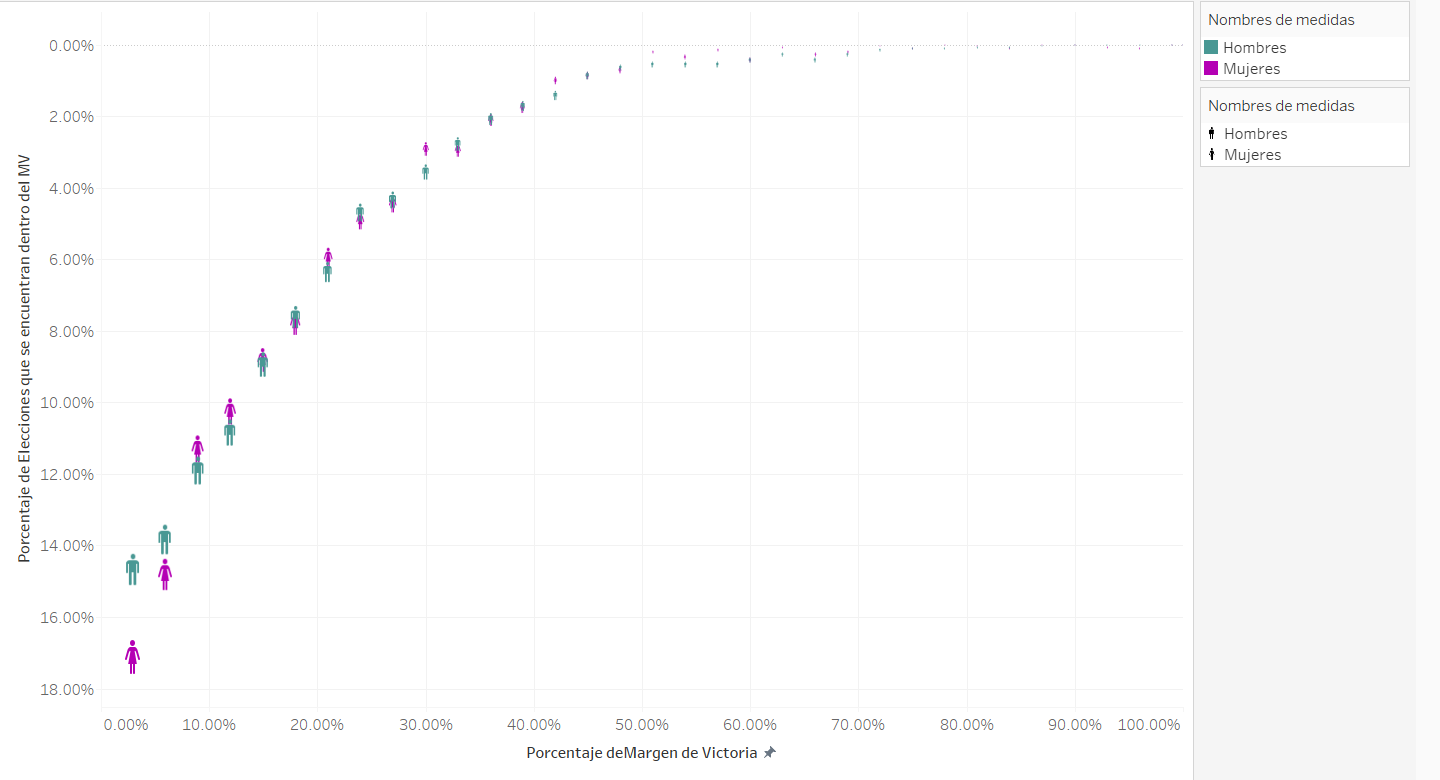 0.00%
2.00%
4.00%
6.00%
8.00%
10.00%
12.00%
14.00%
16.00%
18.00%
Porcentaje de Elecciones que se encuentran dentro del MV
0.00% 10.00% 20.00% 30.00% 40.00% 50.00% 60.00% 70.00% 80.00% 90.00% 100.00%
Porcentaje deMargen de Victoria
Nombres de medidas
Hombres
Mujeres
Nombres de medidas
Hombres
Mujeres